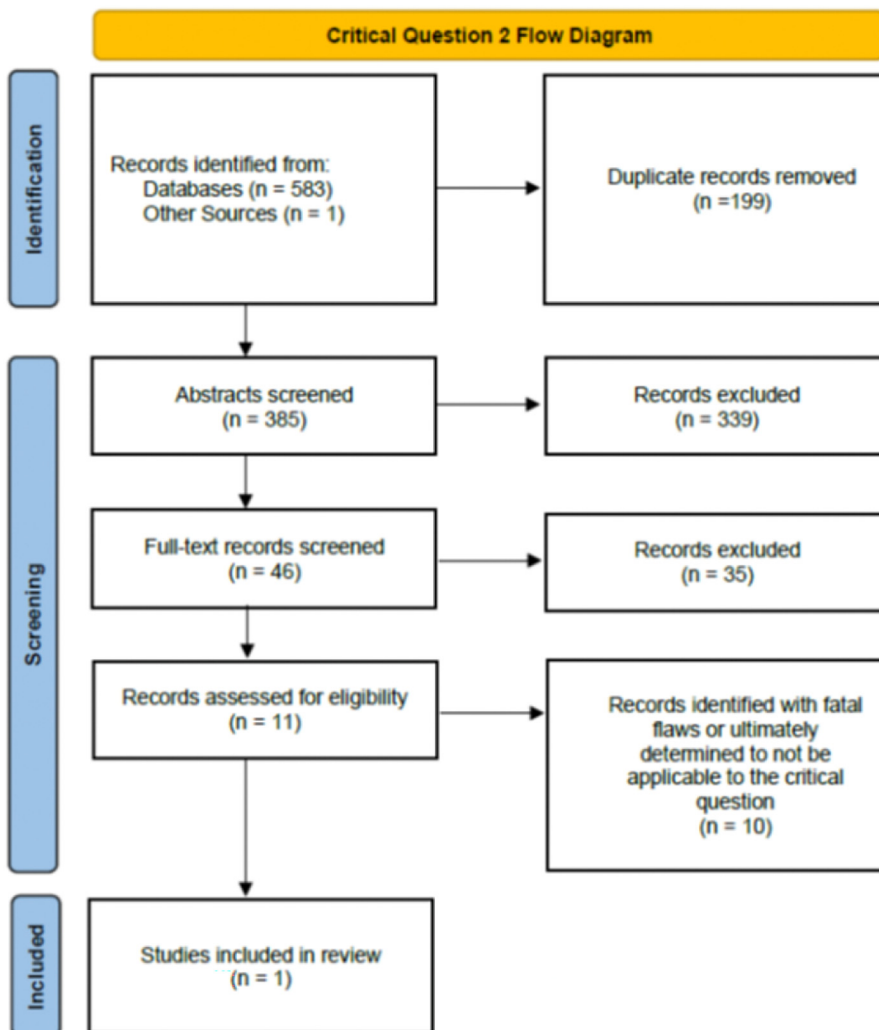 Critical Question 2 Flow Diagram
Identification
Records identified from:
Databases (n = 583)
Other Sources (n = 1)
Duplicate records removed
(n =199)
Screening
Abstracts screened
(n = 385)
Records excluded
(n = 339)
Full-text records screened
(n = 46)
Records excluded
(n = 35)
Records assessed for eligibility
(n = 11)
Records identified with fatal
flaws or ultimately
determined to not be
applicable to the critical
question
(n = 10)
Included
Studies included in review
(n = 1)